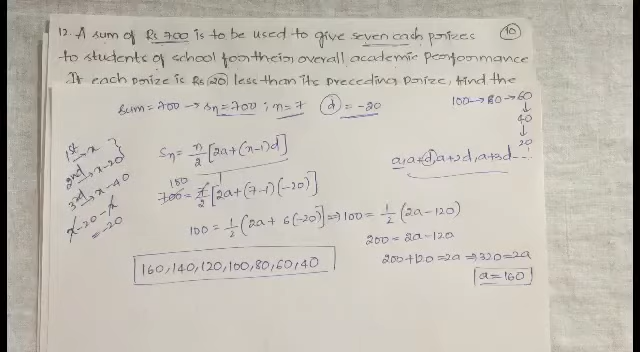 12. A sum of Rs 700 is to be used to give seven cash prizes (10)
to students of school for their overall academic performance
If each prize is Rs(20) less than its preceding prize, find the
Sum = 700 → Sn = 700 ; n = 7 (d) = -20
100 → 80 → 60
↓
40
↓
20
1st → x
2nd → x-20
3rd → x-40
x-20-x
= -20
Sn = n/2 [2a+(n-1)d]
a, a+d, a+2d, a+3d...
100 1
700 = 7/2 [2a+(7-1)(-20)]
100 = 1/2 (2a + 6(-20)) ⇒ 100 = 1/2 (2a-120)
200 = 2a-120
200+120 = 2a ⇒ 320 = 2a
a = 160
160, 140, 120, 100, 80, 60, 40